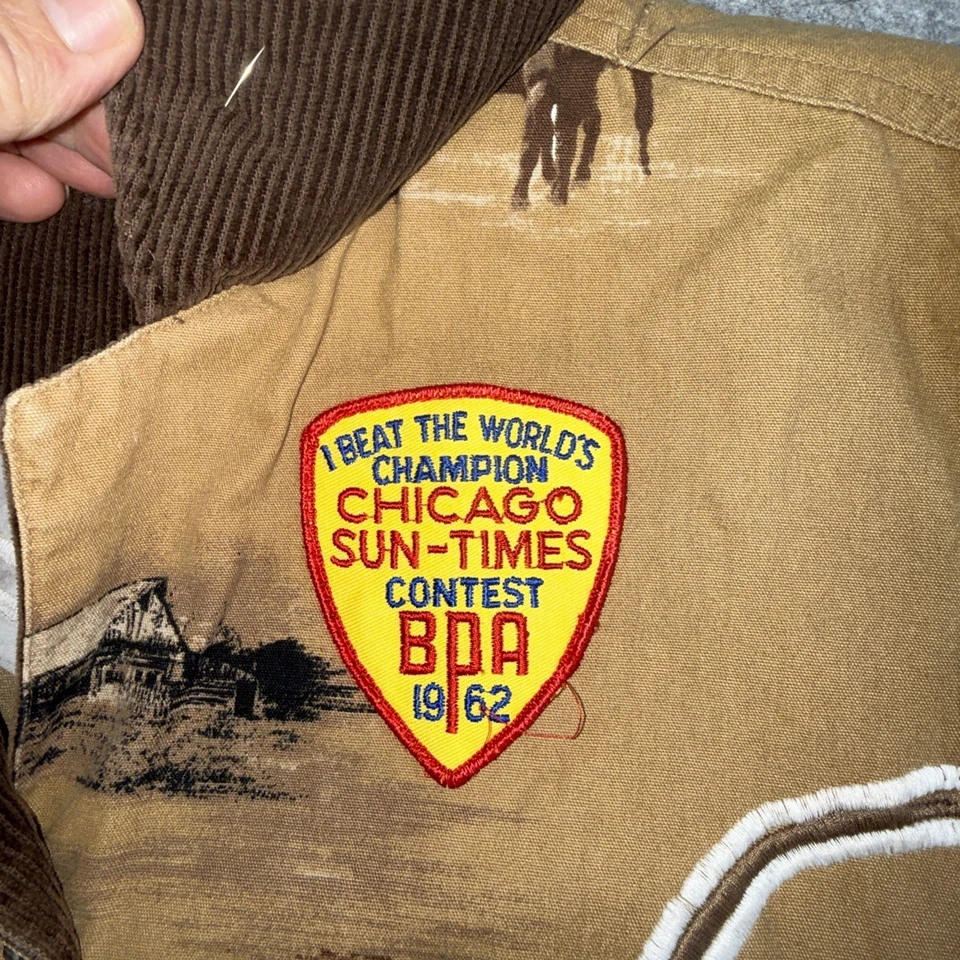 I BEAT THE WORLD'S
CHAMPION
CHICAGO
SUN-TIMES
CONTEST
BPA
1962